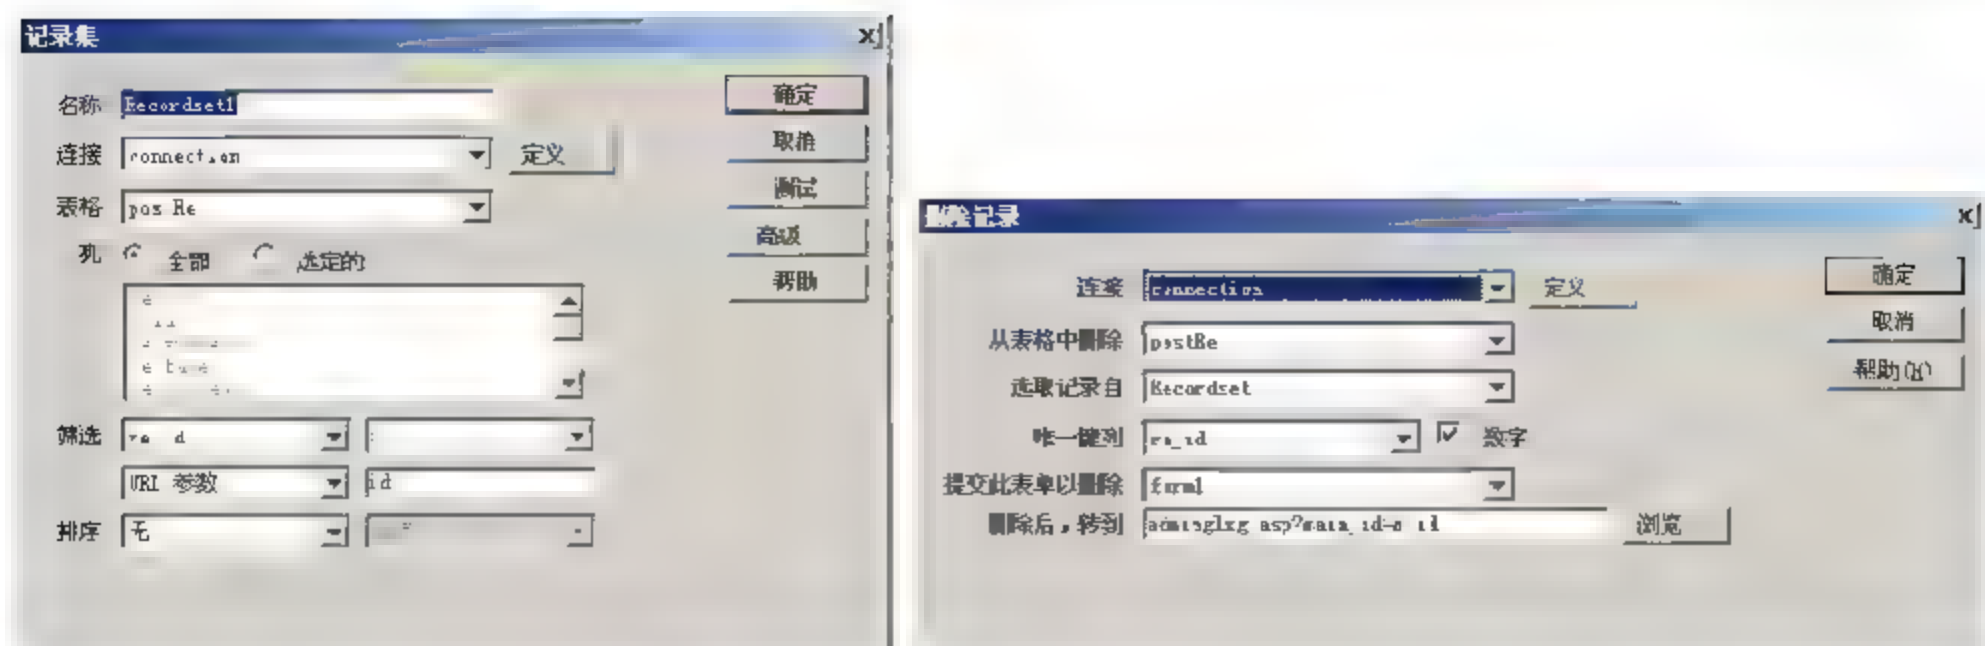 记录集
名称 Recordset1 确定
连接 connection 定义 取消
表格 测试
高级
列 全部 选定的
帮助
筛选
URL 参数 id
排序 无
删除记录
连接 connection 定义 确定
从表格中删除 postRe 取消
选取记录自 Recordset 帮助(H)
唯一键列 re_id 数字
提交此表单以删除 form1
删除后，转到 浏览